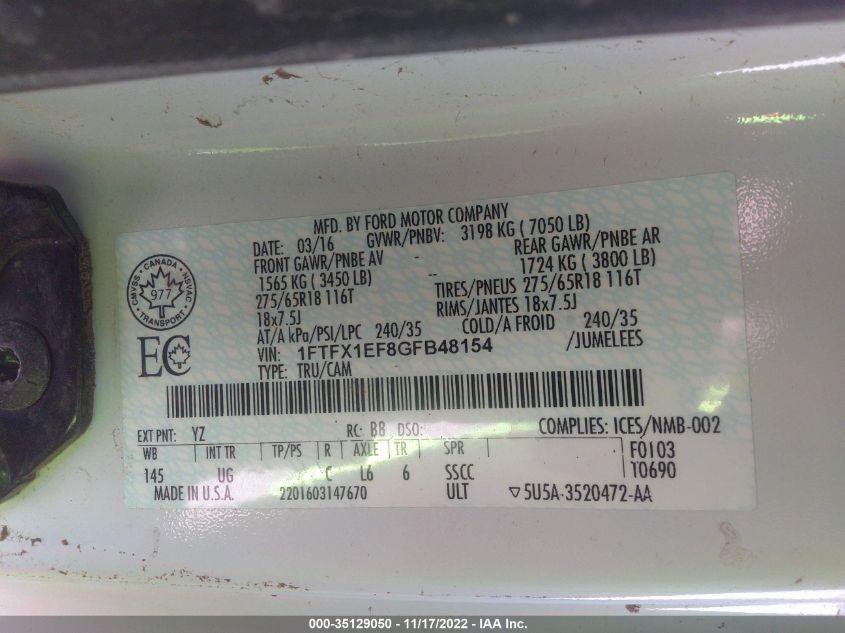 MFD. BY FORD MOTOR COMPANY
DATE: 03/16 GVWR/PNBV: 3198 KG ( 7050 LB)
FRONT GAWR/PNBE AV -- REAR GAWR/PNBE AR
1565 KG ( 3450 LB) 1724 KG ( 3800 LB)
275/65R18 116T TIRES/PNEUS 275/65R18 116T
18x7.5J RIMS/JANTES 18x7.5J
AT/A kPa/PSI/LPC 240/35 COLD/A FROID 240/35
VIN: 1FTFX1EF8GFB48154 /JUMELEES
TYPE: TRU/CAM
CANADA
CMVSS NSVAC
977
TRANSPORT
EC
EXT PNT: YZ RC: B8 DSO: COMPLIES: ICES/NMB-002
WB INT TR TP/PS R AXLE TR SPR F0103
145 UG C L6 6 SSCC T0690
MADE IN U.S.A. 2201603147670 ULT ▽5U5A-3520472-AA
000-35129050 - 11/17/2022 - IAA Inc.